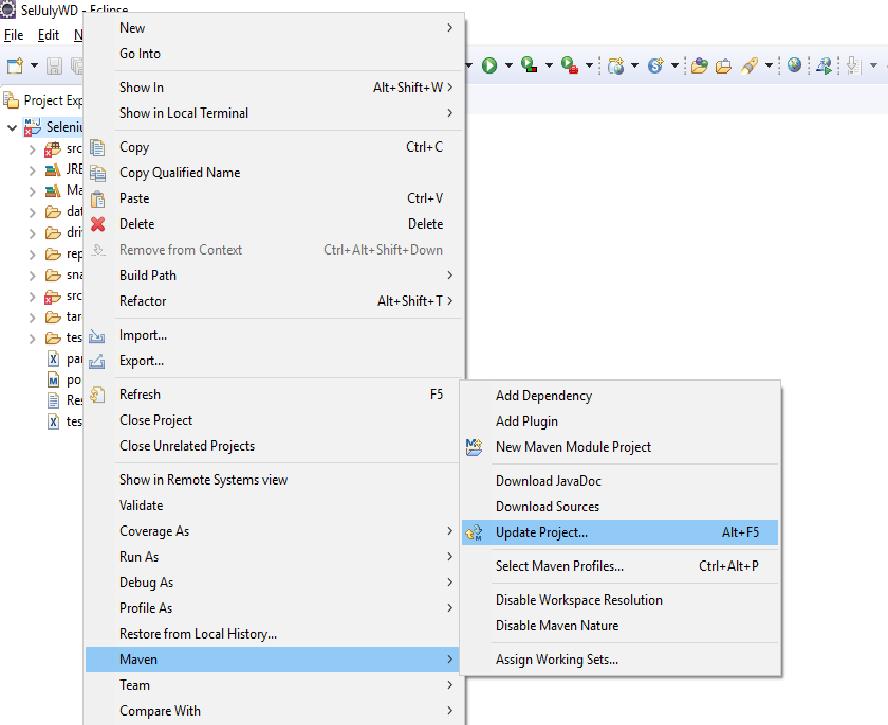 SelJulyWD - Eclipse
File Edit N
Project Exp
Seleniu
src
JRE
Ma
dat
dri
rep
sna
src
tar
tes
pa
po
Res
tes
New
Go Into
Show In Alt+Shift+W
Show in Local Terminal
Copy Ctrl+C
Copy Qualified Name
Paste Ctrl+V
Delete Delete
Remove from Context Ctrl+Alt+Shift+Down
Build Path
Refactor Alt+Shift+T
Import...
Export...
Refresh F5
Close Project
Close Unrelated Projects
Show in Remote Systems view
Validate
Coverage As
Run As
Debug As
Profile As
Restore from Local History...
Maven
Team
Compare With
Add Dependency
Add Plugin
New Maven Module Project
Download JavaDoc
Download Sources
Update Project... Alt+F5
Select Maven Profiles... Ctrl+Alt+P
Disable Workspace Resolution
Disable Maven Nature
Assign Working Sets...